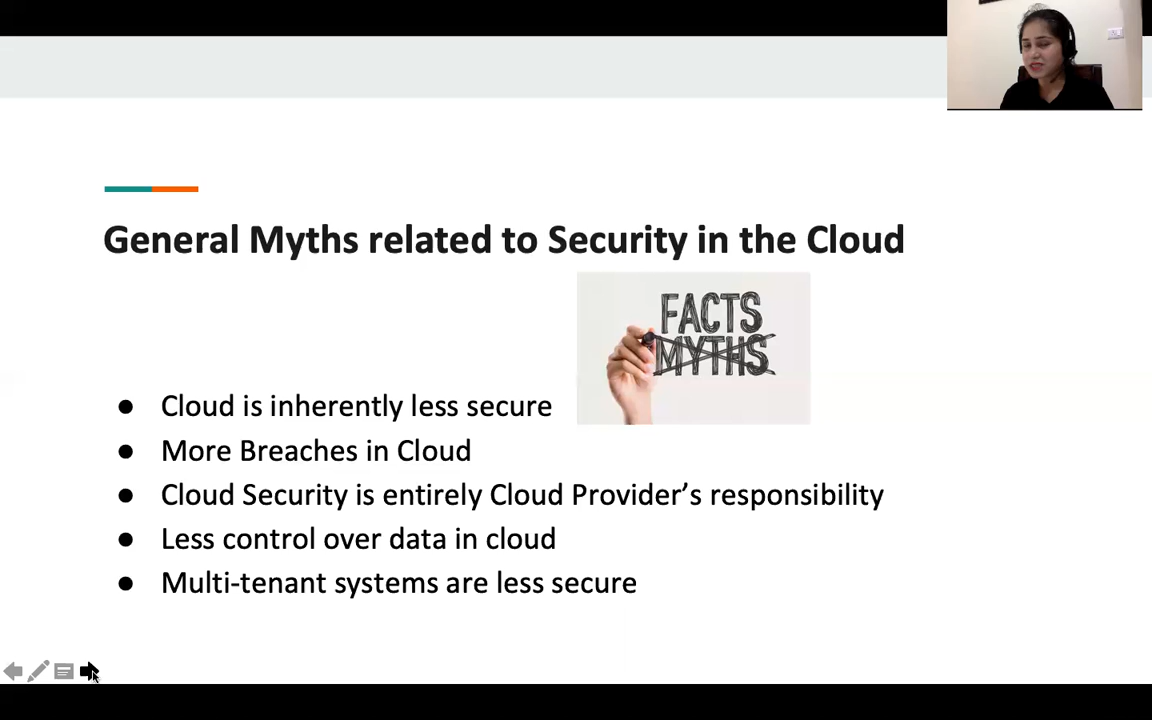 General Myths related to Security in the Cloud
FACTS
MYTHS
● Cloud is inherently less secure
● More Breaches in Cloud
● Cloud Security is entirely Cloud Provider’s responsibility
● Less control over data in cloud
● Multi-tenant systems are less secure